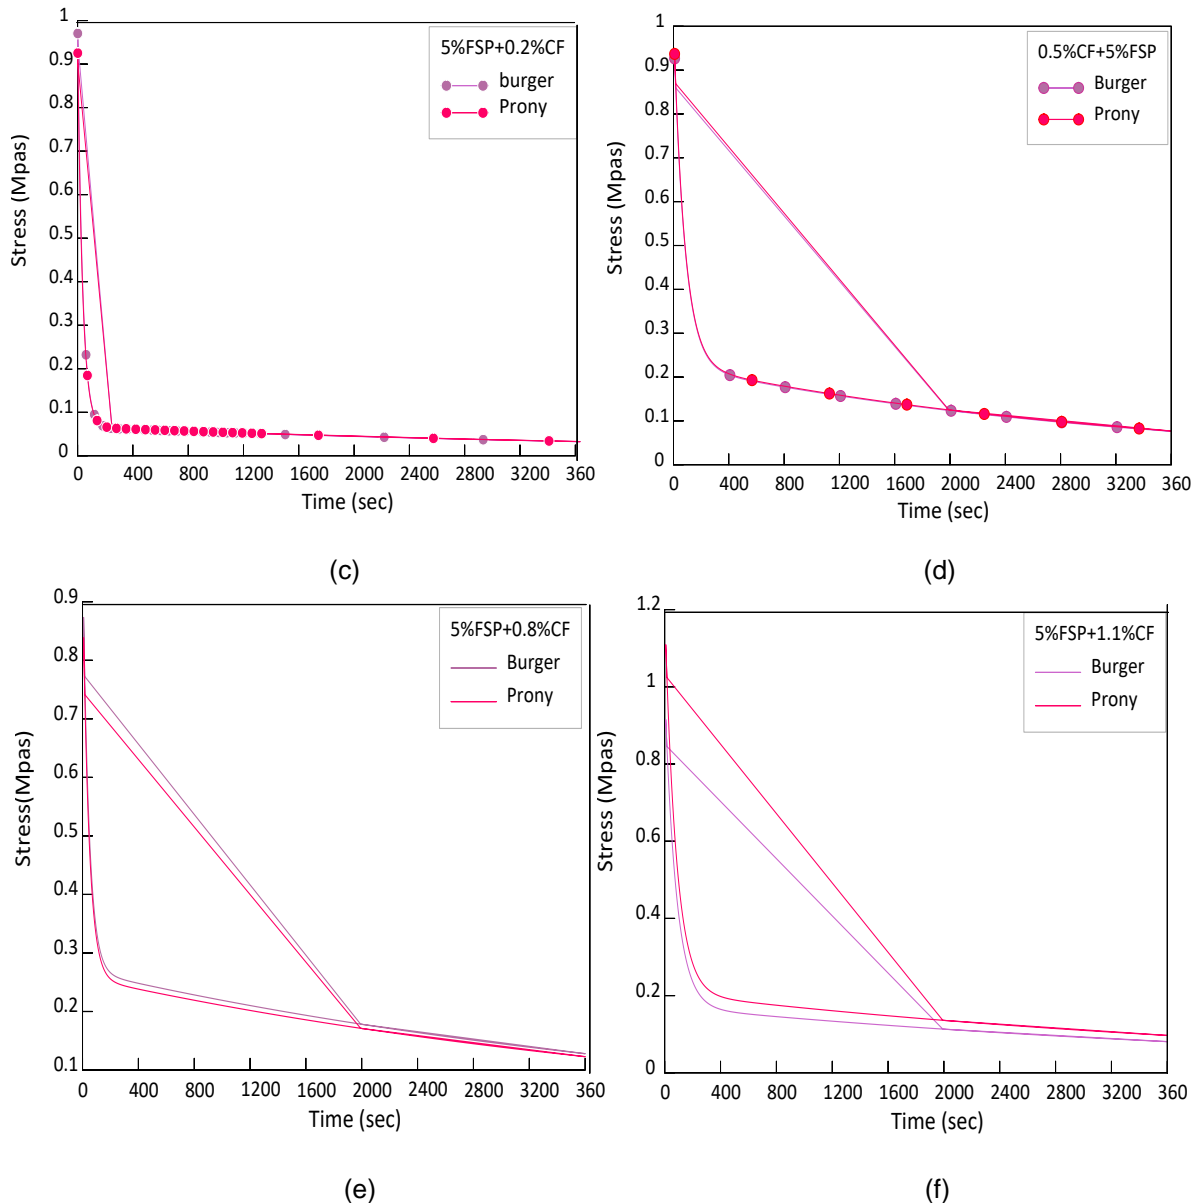 1
0.9
0.8
0.7
0.6
0.5
0.4
0.3
0.2
0.1
0
Stress (Mpas)
5%FSP+0.2%CF
burger
Prony
0 400 800 1200 1600 2000 2400 2800 3200 360
Time (sec)
(c)
1
0.9
0.8
0.7
0.6
0.5
0.4
0.3
0.2
0.1
0
Stress (Mpas)
0.5%CF+5%FSP
Burger
Prony
0 400 800 1200 1600 2000 2400 2800 3200 360
Time (sec)
(d)
0.9
0.8
0.7
0.6
0.5
0.4
0.3
0.2
0.1
Stress(Mpas)
5%FSP+0.8%CF
Burger
Prony
0 400 800 1200 1600 2000 2400 2800 3200 360
Time (sec)
(e)
1.2
1
0.8
0.6
0.4
0.2
0
Stress (Mpas)
5%FSP+1.1%CF
Burger
Prony
0 400 800 1200 1600 2000 2400 2800 3200 360
Time (sec)
(f)